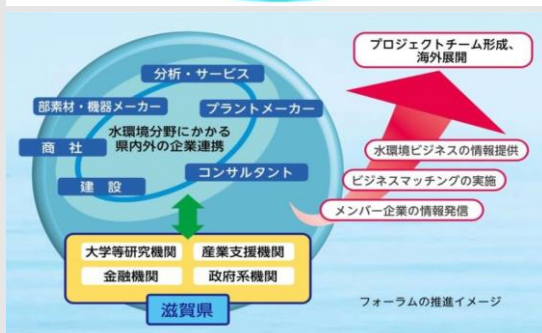 プロジェクトチーム形成、
海外展開
分析・サービス
部素材・機器メーカー
プラントメーカー
水環境分野にかかる
県内外の企業連携
商 社
コンサルタント
建 設
水環境ビジネスの情報提供
ビジネスマッチングの実施
メンバー企業の情報発信
大学等研究機関
産業支援機関
金融機関
政府系機関
滋賀県
フォーラムの推進イメージ